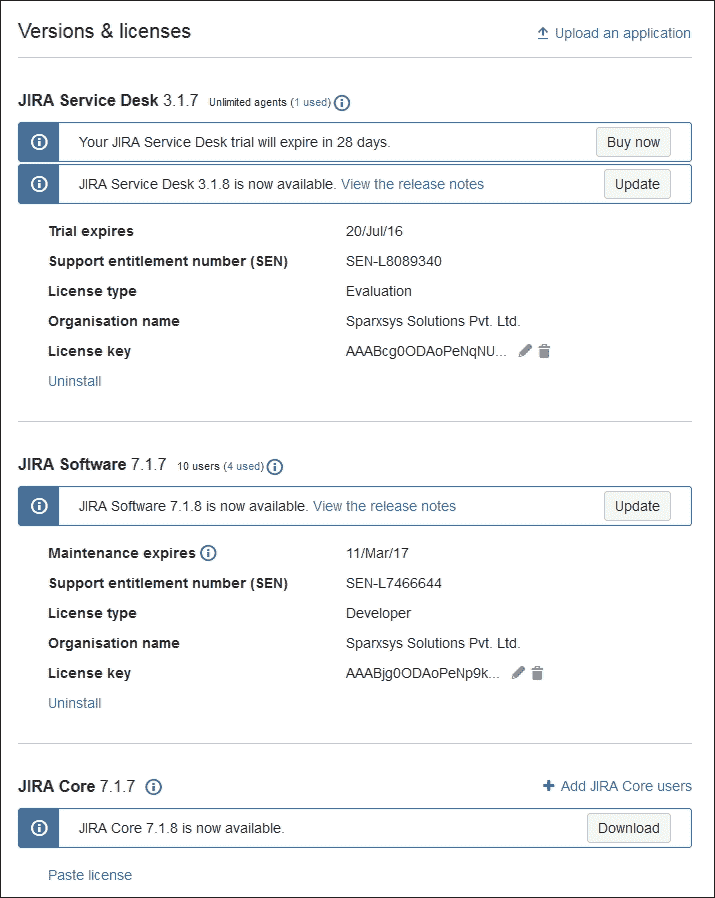 Versions & licenses
Upload an application
JIRA Service Desk 3.1.7 Unlimited agents (1 used)
Your JIRA Service Desk trial will expire in 28 days. Buy now
JIRA Service Desk 3.1.8 is now available. View the release notes Update
Trial expires 20/Jul/16
Support entitlement number (SEN) SEN-L8089340
License type Evaluation
Organisation name Sparxsys Solutions Pvt. Ltd.
License key AAABcg0ODAoPeNqNU...
Uninstall
JIRA Software 7.1.7 10 users (4 used)
JIRA Software 7.1.8 is now available. View the release notes Update
Maintenance expires 11/Mar/17
Support entitlement number (SEN) SEN-L7466644
License type Developer
Organisation name Sparxsys Solutions Pvt. Ltd.
License key AAABjg0ODAoPeNp9k...
Uninstall
JIRA Core 7.1.7
Add JIRA Core users
JIRA Core 7.1.8 is now available. Download
Paste license